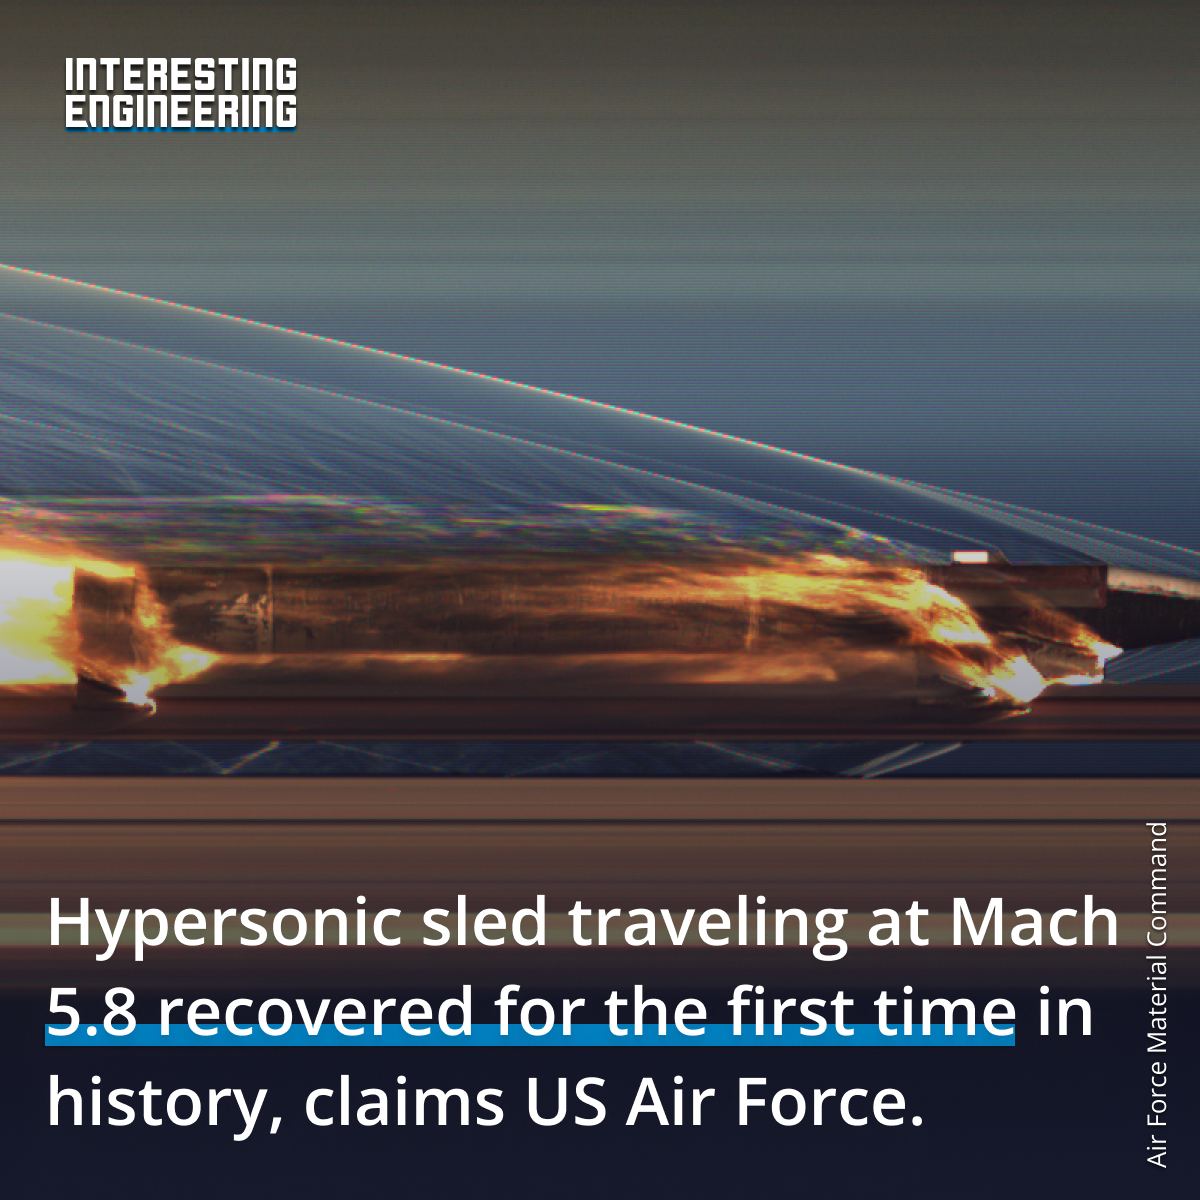 INTERESTING
ENGINEERING
Hypersonic sled traveling at Mach
5.8 recovered for the first time in
history, claims US Air Force.
Air Force Material Command